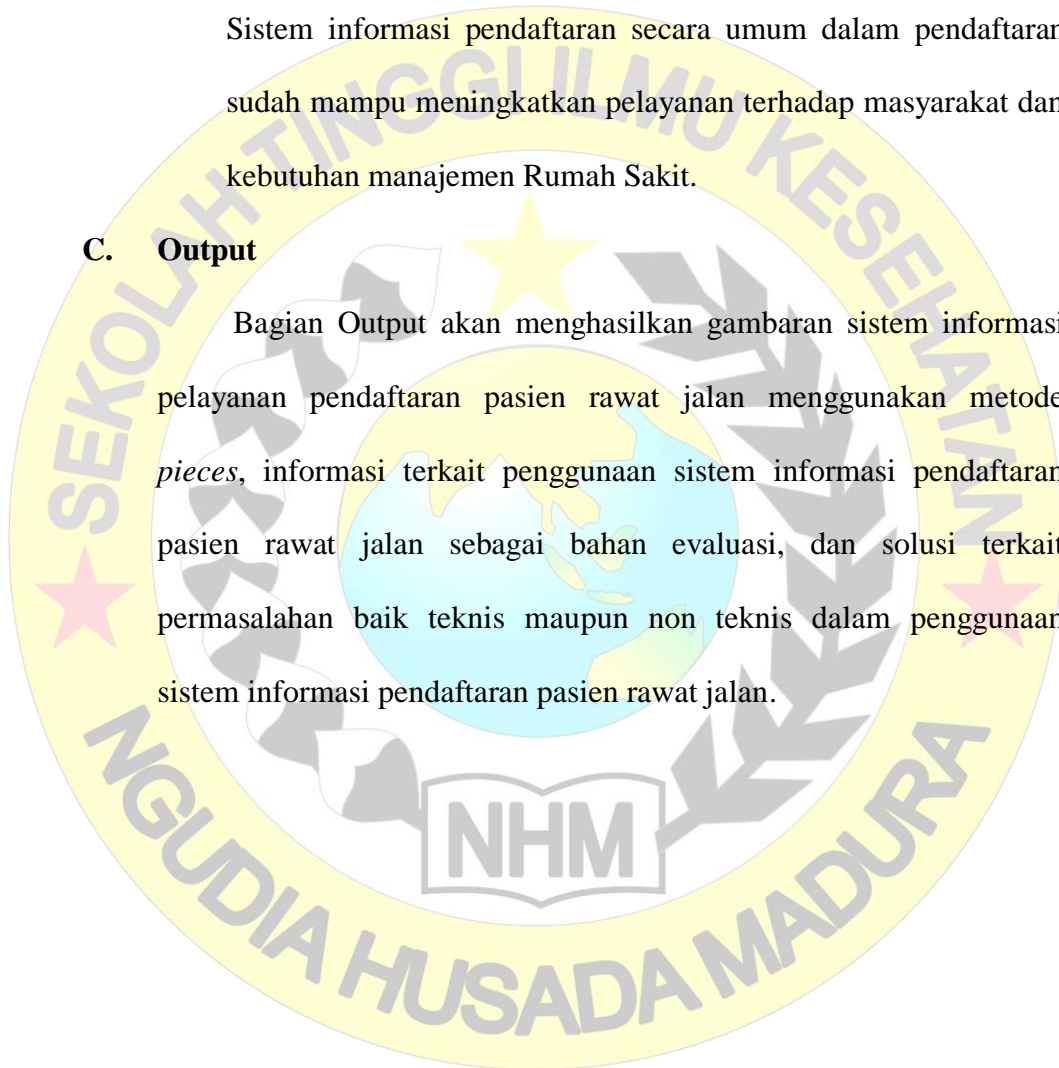 Sistem informasi pendaftaran secara umum dalam pendaftaran
sudah mampu meningkatkan pelayanan terhadap masyarakat dan
kebutuhan manajemen Rumah Sakit.
C. Output
Bagian Output akan menghasilkan gambaran sistem informasi
pelayanan pendaftaran pasien rawat jalan menggunakan metode
pieces, informasi terkait penggunaan sistem informasi pendaftaran
pasien rawat jalan sebagai bahan evaluasi, dan solusi terkait
permasalahan baik teknis maupun non teknis dalam penggunaan
sistem informasi pendaftaran pasien rawat jalan.
SEKOLAH TINGGI ILMU KESEHATAN
NHM
NGUDIA HUSADA MADURA